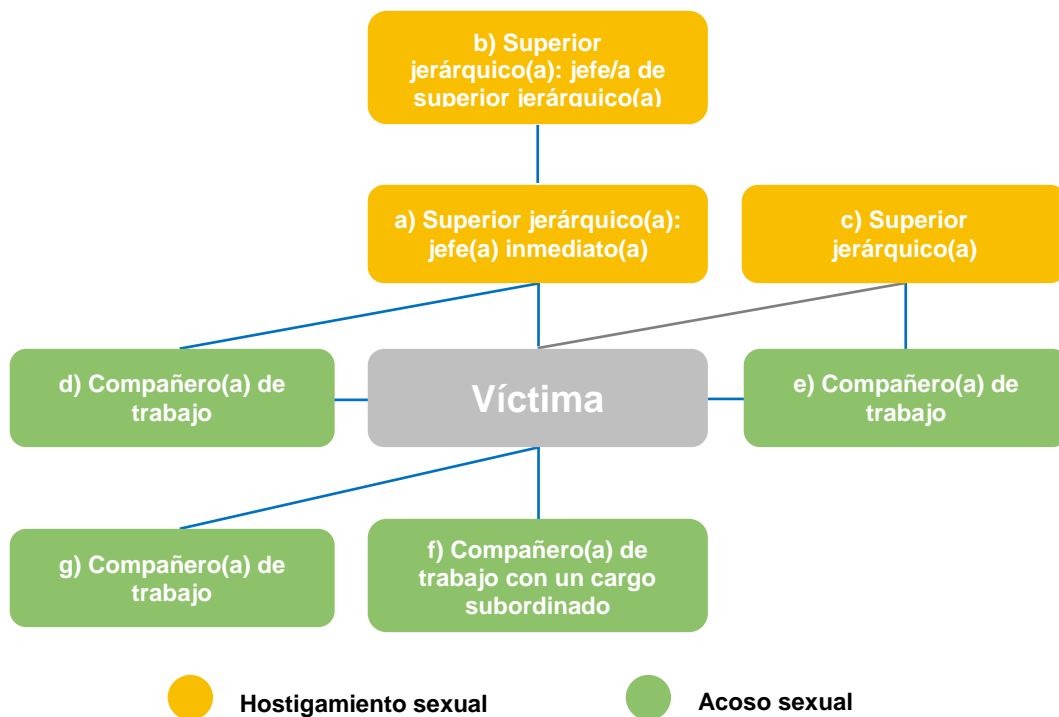 b) Superior
jerárquico(a): jefe/a de
superior jerárquico(a)
a) Superior jerárquico(a):
jefe(a) inmediato(a)
c) Superior
jerárquico(a)
d) Compañero(a) de
trabajo
Víctima
e) Compañero(a) de
trabajo
g) Compañero(a) de
trabajo
f) Compañero(a) de
trabajo con un cargo
subordinado
Hostigamiento sexual
Acoso sexual